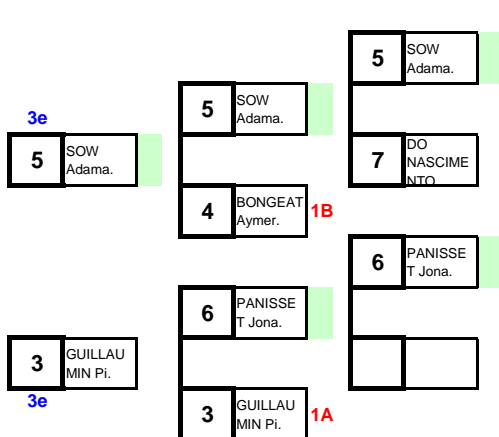 5
SOW
Adama.
5
SOW
Adama.
3e
5
SOW
Adama.
7
DO
NASCIME
NTO
4
BONGEAT
Aymer.
1B
6
PANISSE
T Jona.
6
PANISSE
T Jona.
3
GUILLAU
MIN Pi.
3e
3
GUILLAU
MIN Pi.
1A